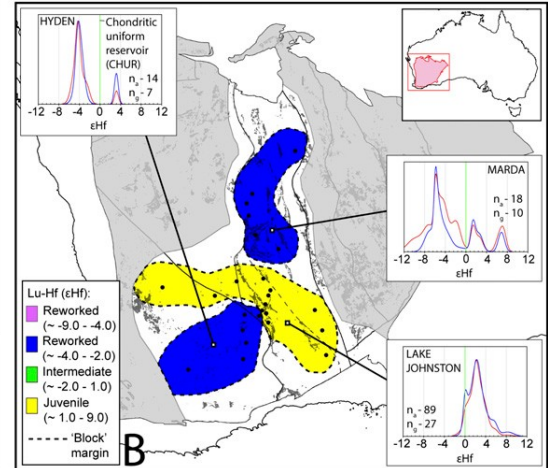 HYDEN
Chondritic
uniform
reservoir
(CHUR)
nₐ - 14
n_g - 7
-12 -8 -4 0 4 8 12
εHf
MARDA
nₐ - 18
n_g - 10
-12 -8 -4 0 4 8 12
εHf
Lu-Hf (εHf):
Reworked
(~ -9.0 - -4.0)
Reworked
(~ -4.0 - -2.0)
Intermediate
(~ -2.0 - 1.0)
Juvenile
(~ 1.0 - 9.0)
'Block'
margin
B
LAKE
JOHNSTON
nₐ - 89
n_g - 27
-12 -8 -4 0 4 8 12
εHf